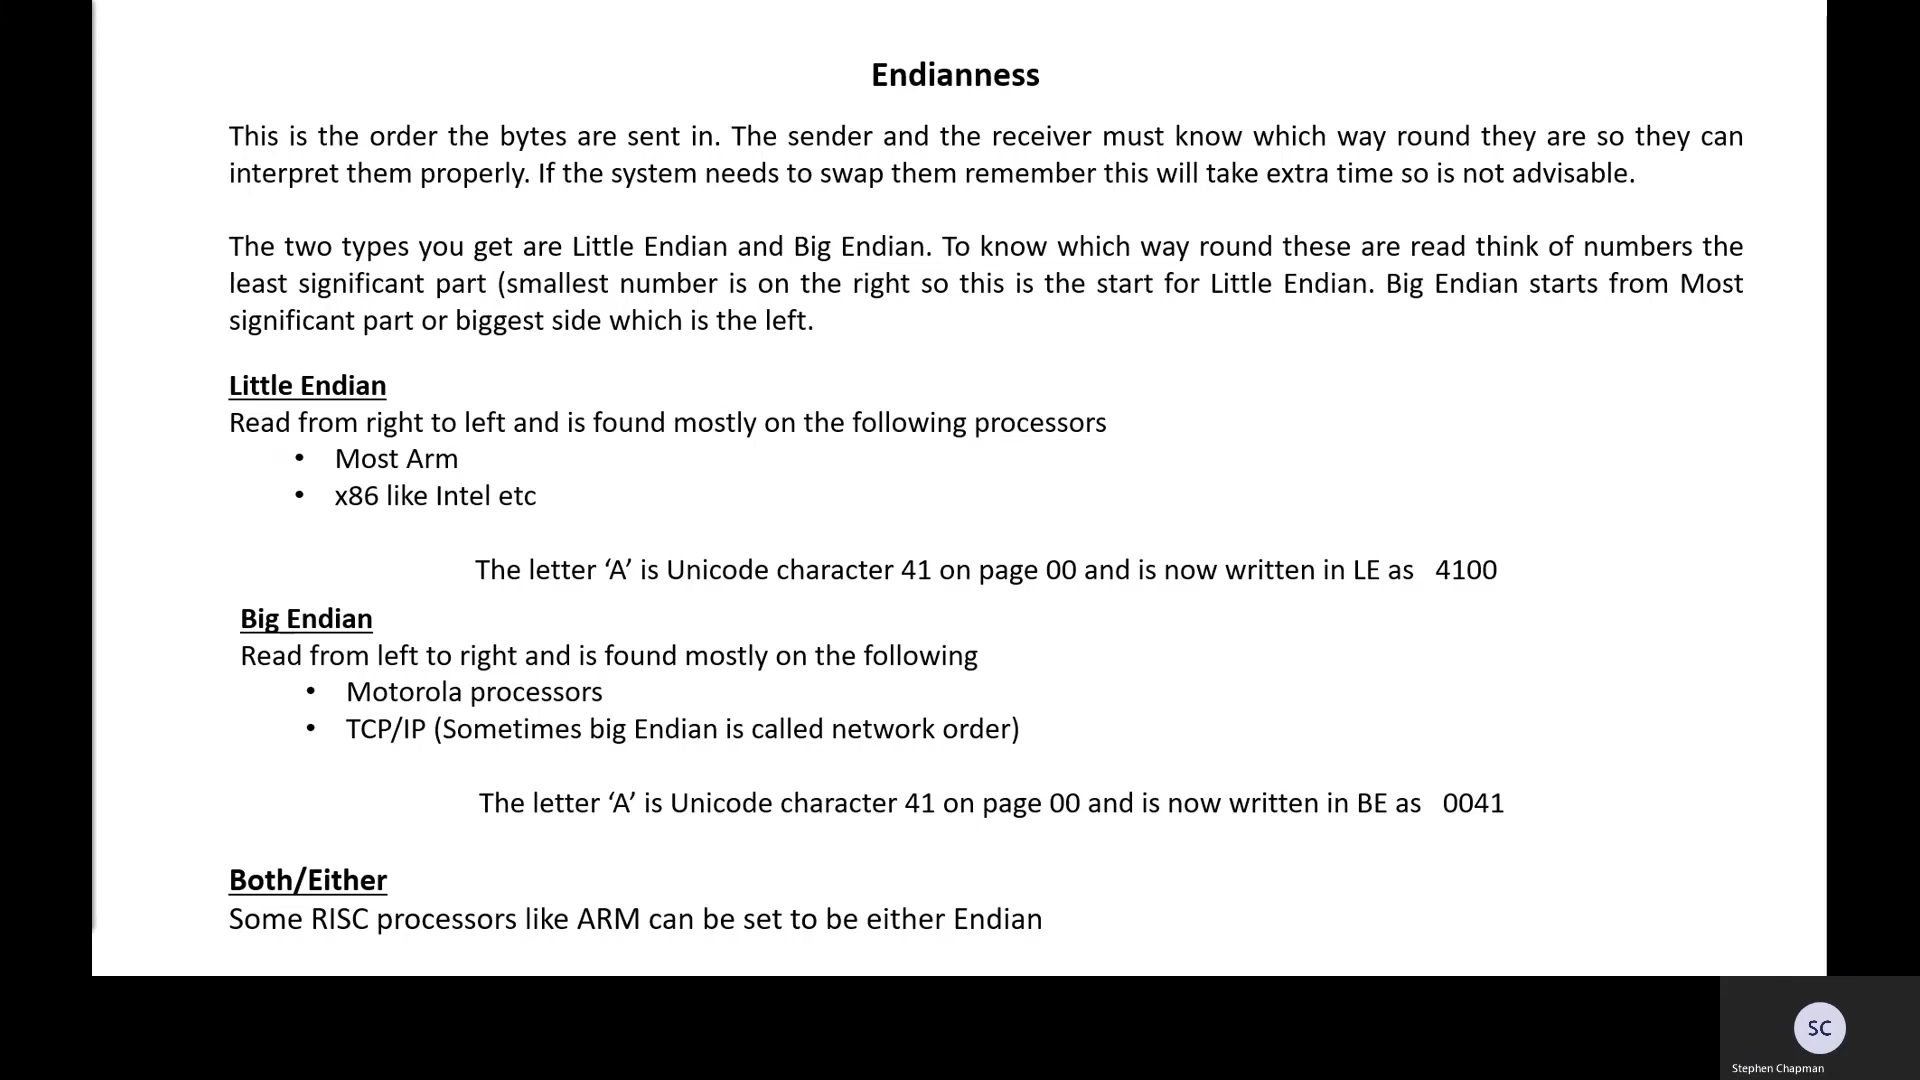 Endianness
This is the order the bytes are sent in. The sender and the receiver must know which way round they are so they can
interpret them properly. If the system needs to swap them remember this will take extra time so is not advisable.
The two types you get are Little Endian and Big Endian. To know which way round these are read think of numbers the
least significant part (smallest number is on the right so this is the start for Little Endian. Big Endian starts from Most
significant part or biggest side which is the left.
Little Endian
Read from right to left and is found mostly on the following processors
• Most Arm
• x86 like Intel etc
The letter ‘A’ is Unicode character 41 on page 00 and is now written in LE as 4100
Big Endian
Read from left to right and is found mostly on the following
• Motorola processors
• TCP/IP (Sometimes big Endian is called network order)
The letter ‘A’ is Unicode character 41 on page 00 and is now written in BE as 0041
Both/Either
Some RISC processors like ARM can be set to be either Endian
SC
Stephen Chapman